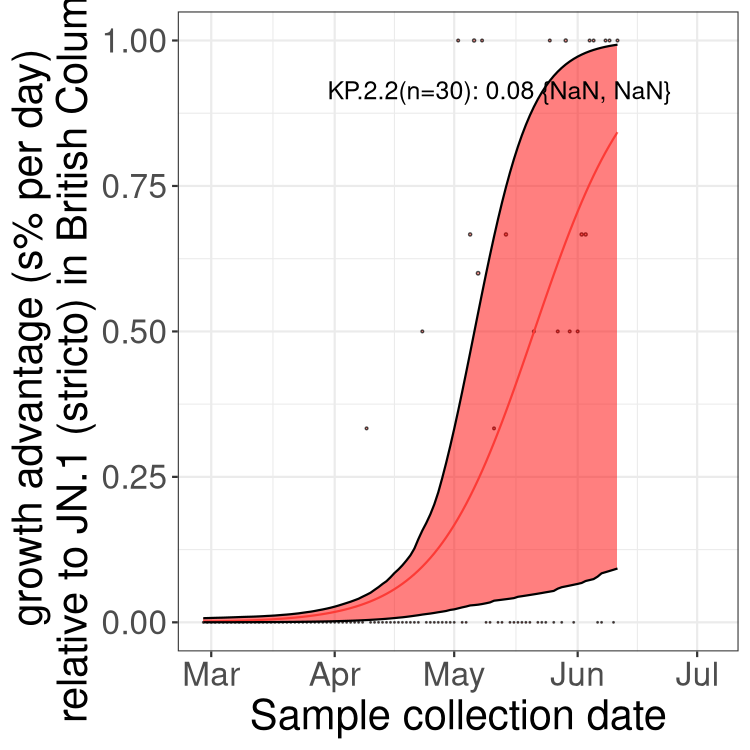 growth advantage (s% per day)
relative to JN.1 (stricto) in British Colum
1.00
0.75
0.50
0.25
0.00
KP.2.2(n=30): 0.08 {NaN, NaN}
Mar Apr May Jun Jul
Sample collection date